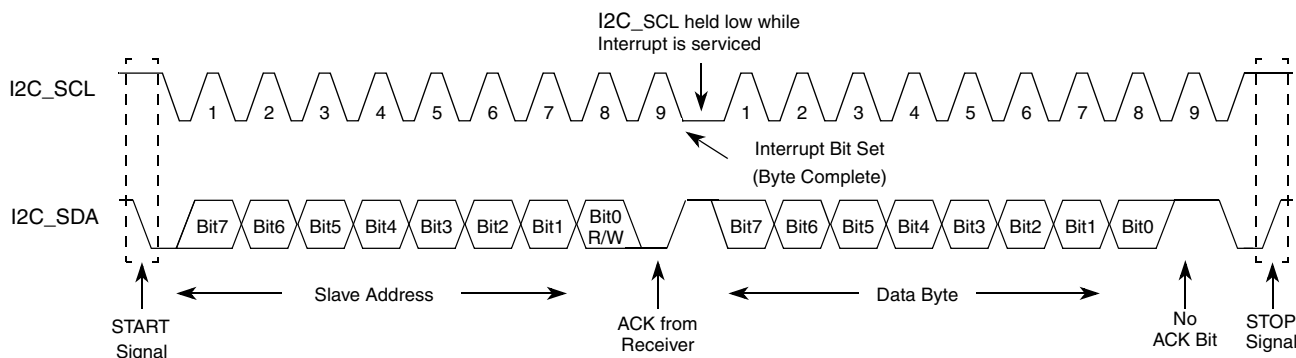 I2C_SCL held low while
Interrupt is serviced
I2C_SCL
1 2 3 4 5 6 7 8 9 1 2 3 4 5 6 7 8 9
Interrupt Bit Set
(Byte Complete)
I2C_SDA
Bit7 Bit6 Bit5 Bit4 Bit3 Bit2 Bit1 Bit0 R/W Bit7 Bit6 Bit5 Bit4 Bit3 Bit2 Bit1 Bit0
Slave Address
Data Byte
START
Signal
ACK from
Receiver
No
ACK Bit
STOP
Signal